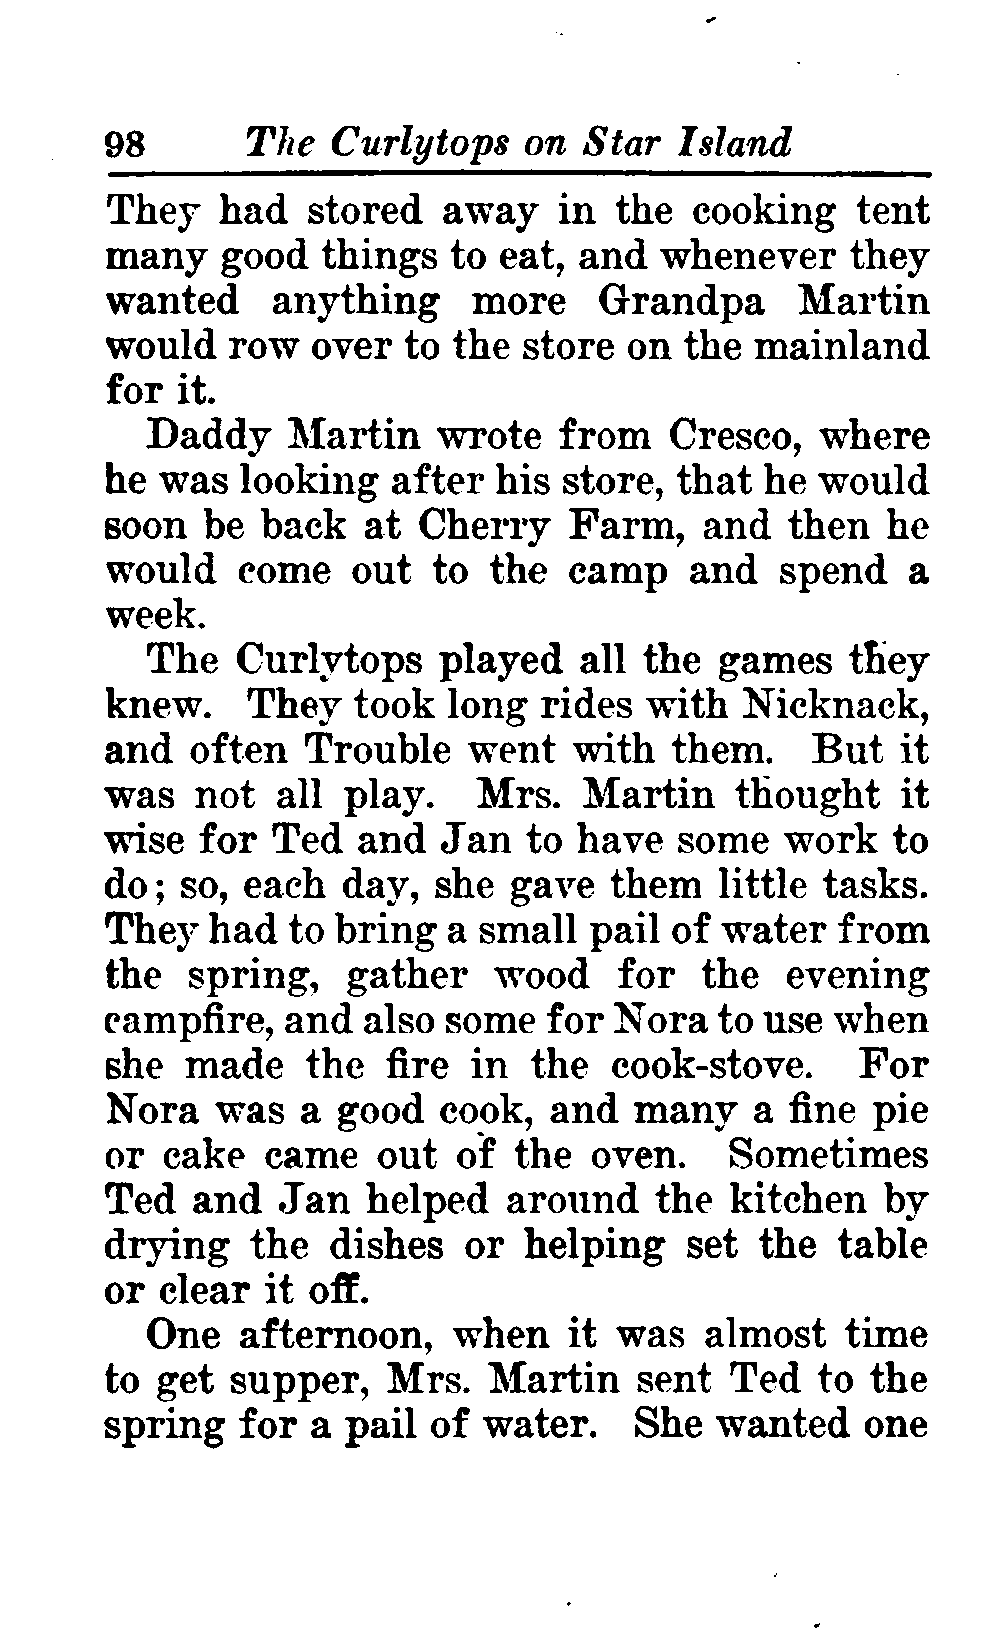 98 The Curlytops on Star Island
They had stored away in the cooking tent
many good things to eat, and whenever they
wanted anything more Grandpa Martin
would row over to the store on the mainland
for it.
Daddy Martin wrote from Cresco, where
he was looking after his store, that he would
soon be back at Cherry Farm, and then he
would come out to the camp and spend a
week.
The Curlytops played all the games they
knew. They took long rides with Nicknack,
and often Trouble went with them. But it
was not all play. Mrs. Martin thought it
wise for Ted and Jan to have some work to
do; so, each day, she gave them little tasks.
They had to bring a small pail of water from
the spring, gather wood for the evening
campfire, and also some for Nora to use when
she made the fire in the cook-stove. For
Nora was a good cook, and many a fine pie
or cake came out of the oven. Sometimes
Ted and Jan helped around the kitchen by
drying the dishes or helping set the table
or clear it off.
One afternoon, when it was almost time
to get supper, Mrs. Martin sent Ted to the
spring for a pail of water. She wanted one